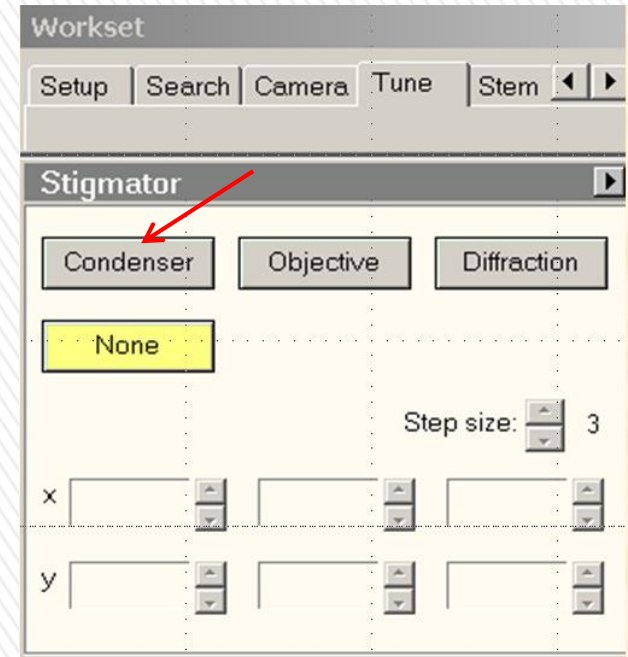 Workset
Setup Search Camera Tune Stem
Stigmator
Condenser Objective Diffraction
None
Step size: 3
x
y